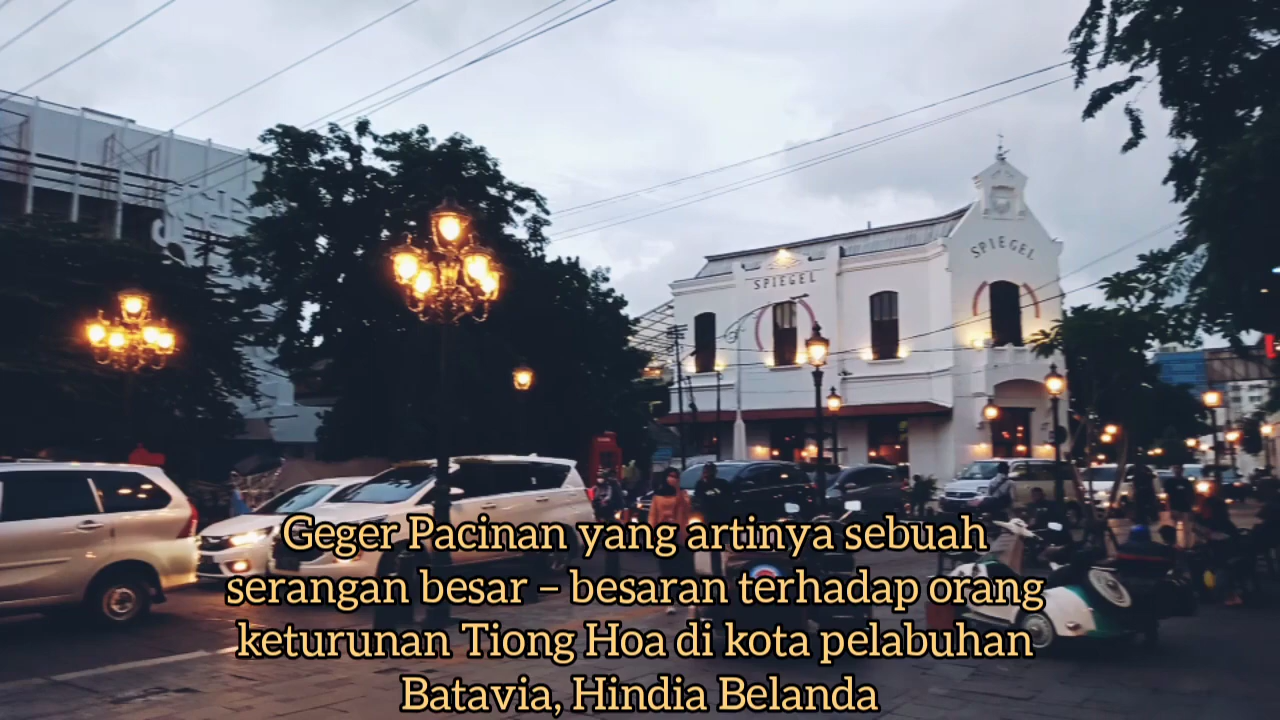 SPIEGEL
SPIEGEL
Geger Pacinan yang artinya sebuah
serangan besar – besaran terhadap orang
keturunan Tiong Hoa di kota pelabuhan
Batavia, Hindia Belanda